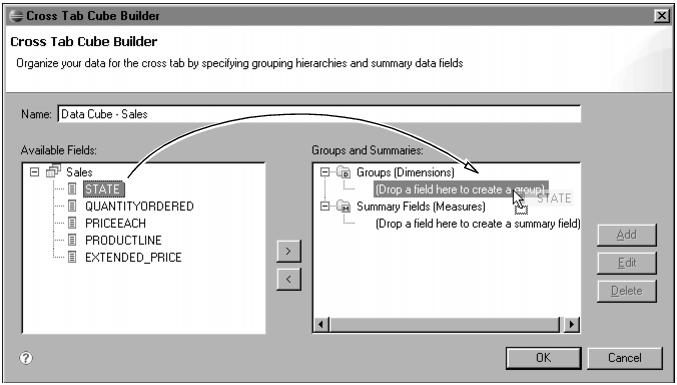 Cross Tab Cube Builder
Cross Tab Cube Builder
Organize your data for the cross tab by specifying grouping hierarchies and summary data fields
Name: Data Cube - Sales
Available Fields:
Sales
STATE
QUANTITYORDERED
PRICEEACH
PRODUCTLINE
EXTENDED_PRICE
>
<
Groups and Summaries:
Groups (Dimensions)
(Drop a field here to create a group)
STATE
Summary Fields (Measures)
(Drop a field here to create a summary field)
Add
Edit
Delete
?
OK
Cancel